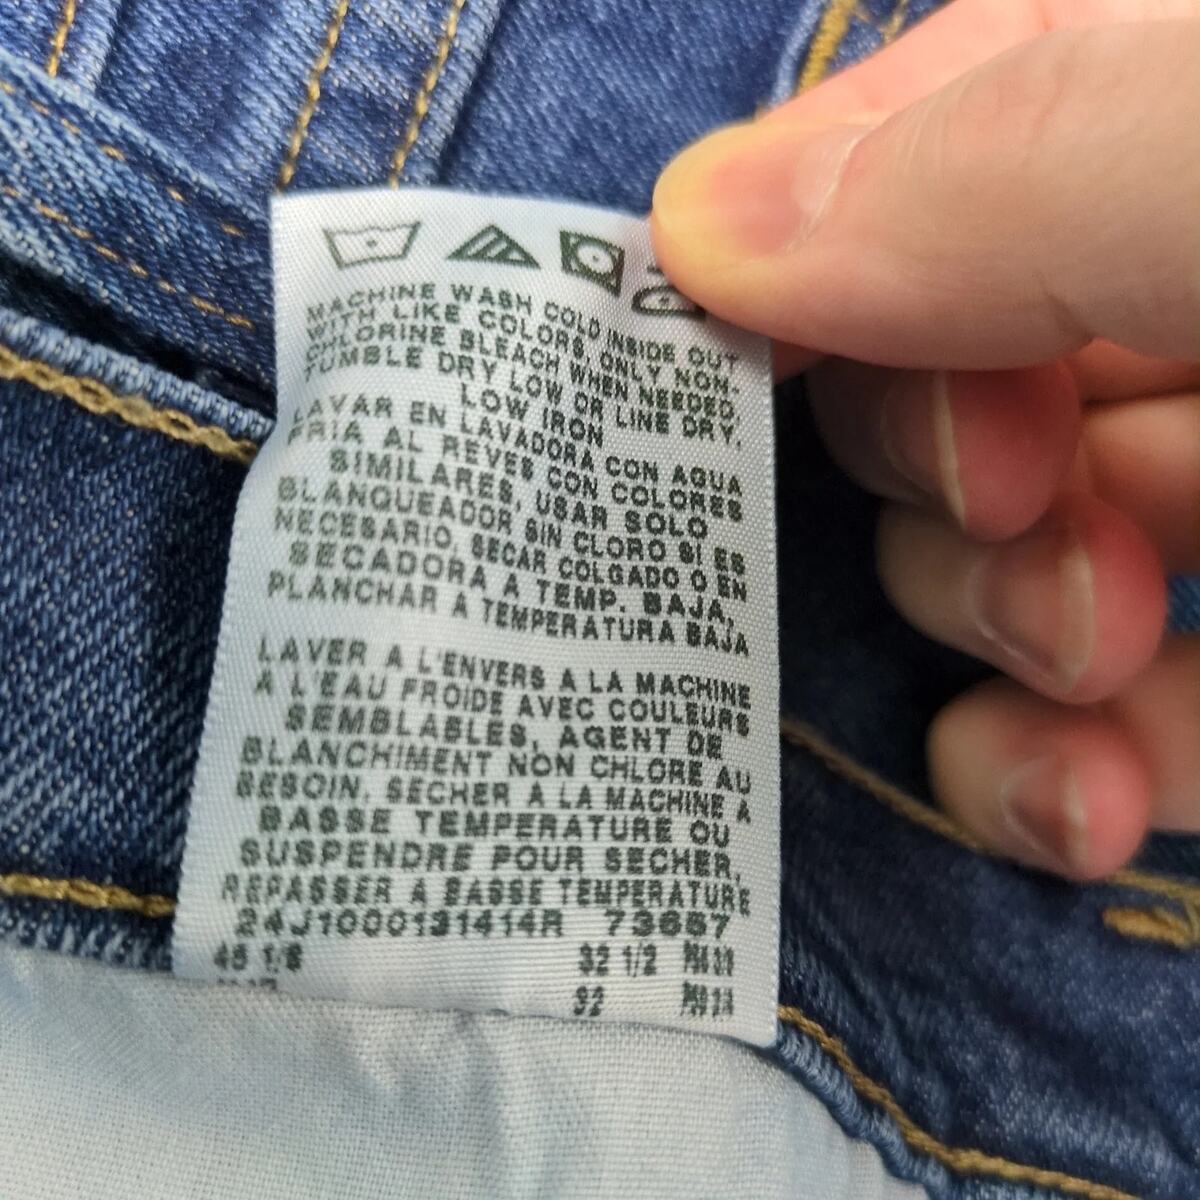 MACHINE WASH COLD INSIDE OUT
WITH LIKE COLORS, ONLY NON.
CHLORINE BLEACH WHEN NEEDED,
TUMBLE DRY LOW OR LINE DRY,
LOW IRON
LAVAR EN LAVADORA CON AGUA
FRIA AL REVES CON COLORES
SIMILARES, USAR SOLO
BLANQUEADOR SIN CLORO SI ES
NECESARIO, SECAR COLGADO O EN
SECADORA A TEMP. BAJA,
PLANCHAR A TEMPERATURA BAJA
LAVER A L'ENVERS A LA MACHINE
A L'EAU FROIDE AVEC COULEURS
SEMBLABLES, AGENT DE
BLANCHIMENT NON CHLORE AU
BESOIN, SECHER A LA MACHINE A
BASSE TEMPERATURE OU
SUSPENDRE POUR SECHER,
REPASSER A BASSE TEMPERATURE
24J1000131414R 73657
32 1/2
32